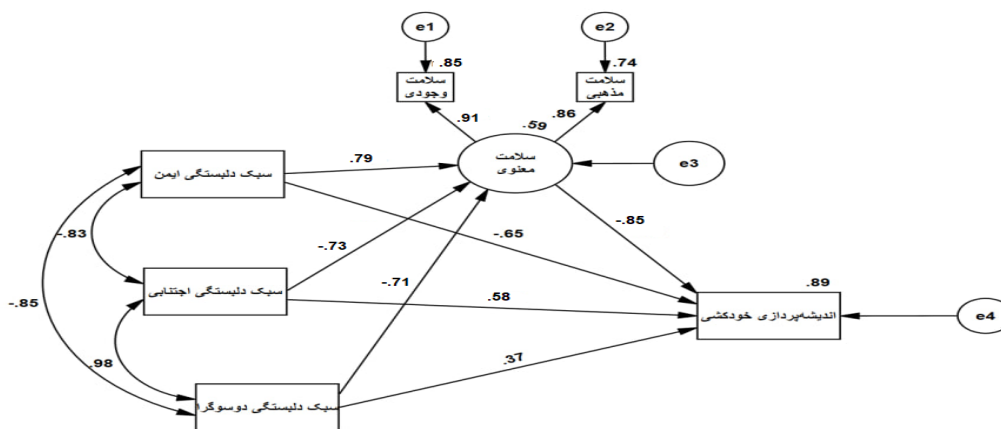 e1
e2
.85
.74
سلامت
وجودی
سلامت
مذهبی
.91
.59
.86
سلامت
معنوی
e3
سبک دلبستگی ایمن
.79
-.83
-.65
-.85
-.73
سبک دلبستگی اجتنابی
-.71
.58
.89
اندیشه‌پردازی خودکشی
e4
-.85
.98
.37
سبک دلبستگی دوسوگرا